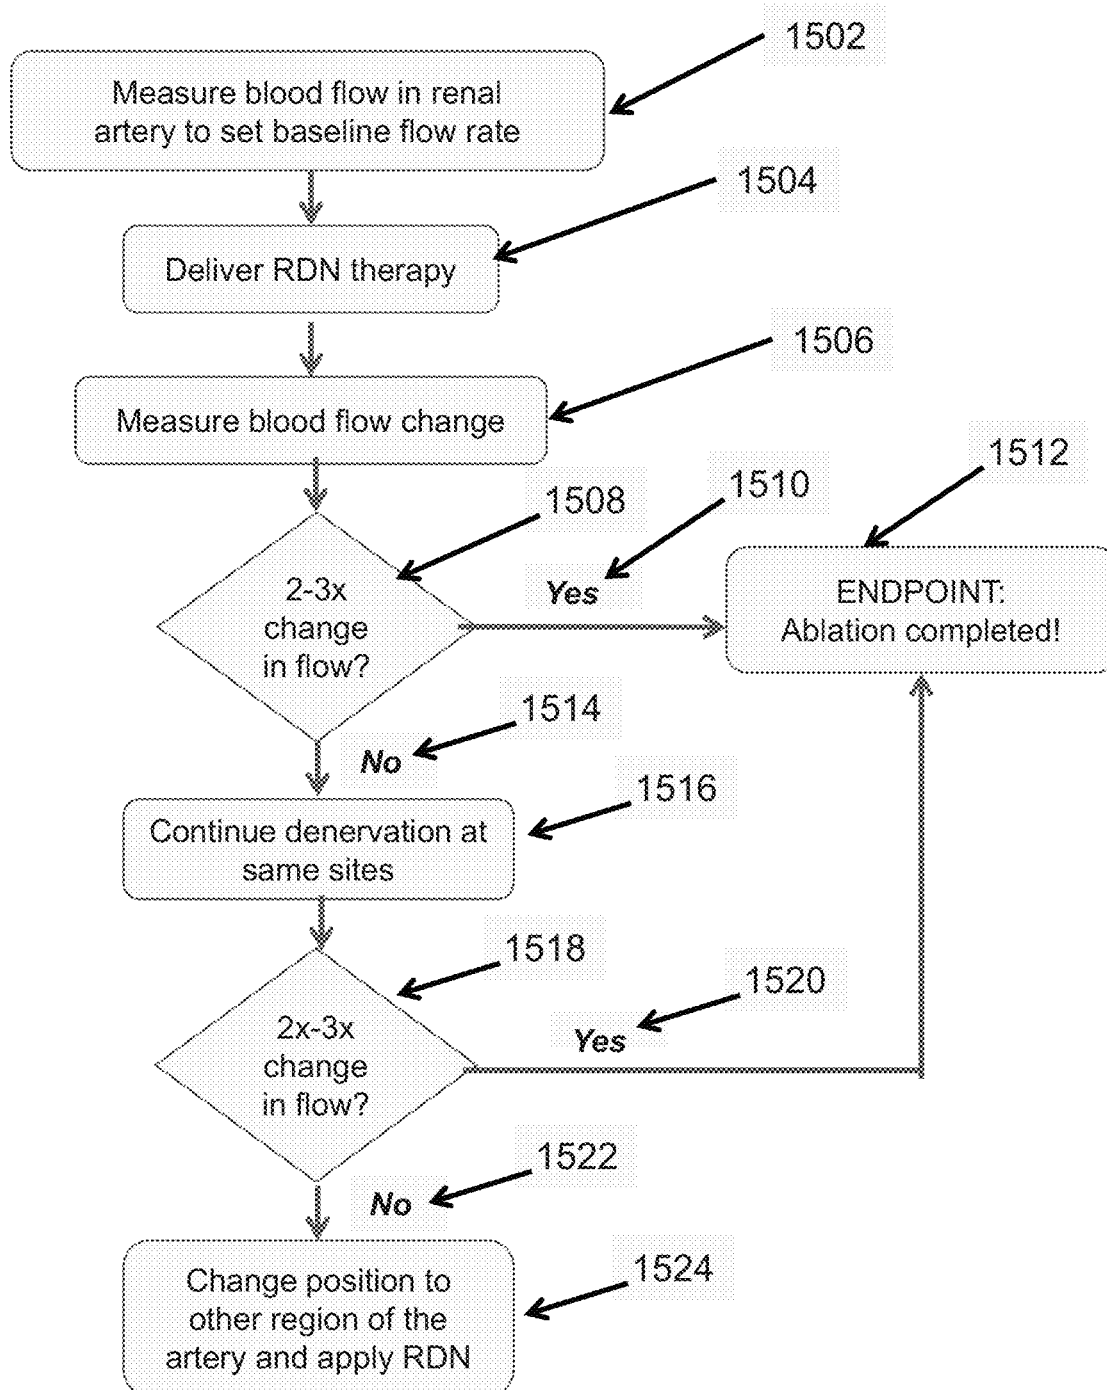 1502
Measure blood flow in renal
artery to set baseline flow rate
1504
Deliver RDN therapy
1506
Measure blood flow change
1508
1510
1512
2-3x
change
in flow?
Yes
ENDPOINT:
Ablation completed!
1514
No
1516
Continue denervation at
same sites
1518
1520
2x-3x
change
in flow?
Yes
1522
No
1524
Change position to
other region of the
artery and apply RDN